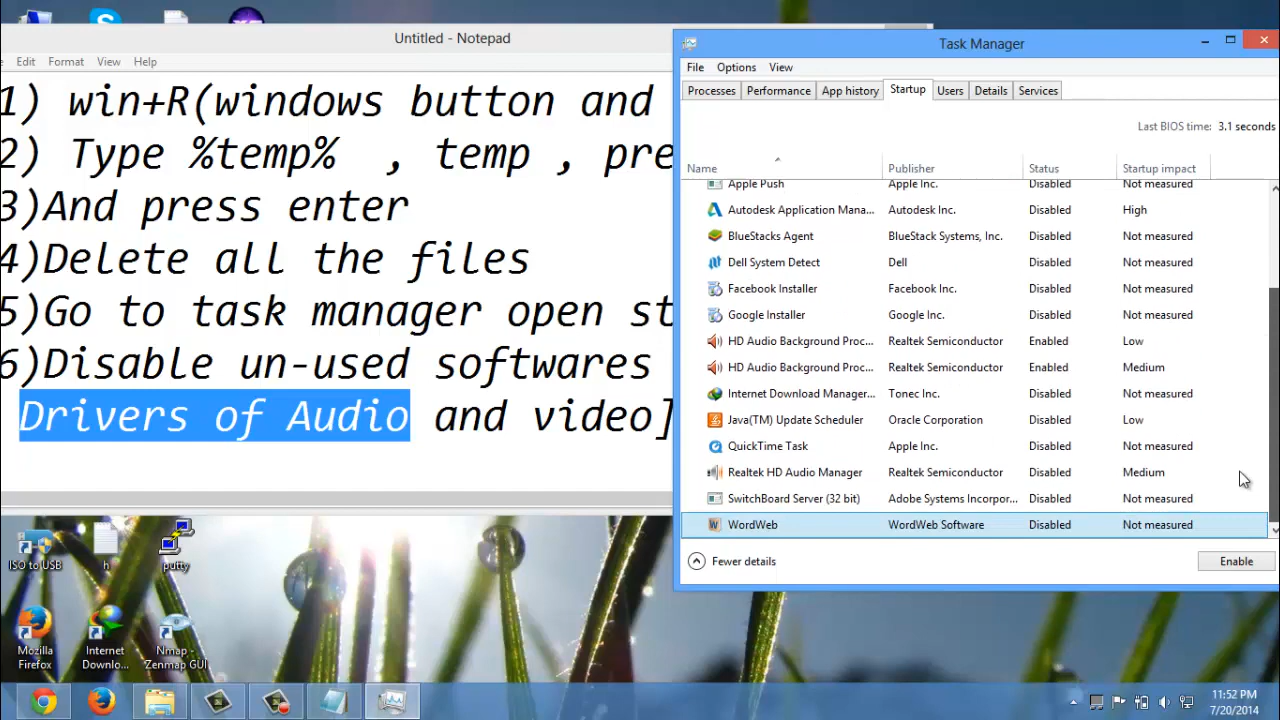 Untitled - Notepad
Edit Format View Help
1) win+R(windows button and
2) Type %temp% , temp , pre
3)And press enter
4)Delete all the files
5)Go to task manager open st
6)Disable un-used softwares
Drivers of Audio and video]
Task Manager
File Options View
Processes Performance App history Startup Users Details Services
Last BIOS time: 3.1 seconds
Name Publisher Status Startup impact
Apple Push Apple Inc. Disabled Not measured
Autodesk Application Mana... Autodesk Inc. Disabled High
BlueStacks Agent BlueStack Systems, Inc. Disabled Not measured
Dell System Detect Dell Disabled Not measured
Facebook Installer Facebook Inc. Disabled Not measured
Google Installer Google Inc. Disabled Not measured
HD Audio Background Proc... Realtek Semiconductor Enabled Low
HD Audio Background Proc... Realtek Semiconductor Enabled Medium
Internet Download Manager... Tonec Inc. Disabled Not measured
Java(TM) Update Scheduler Oracle Corporation Disabled Low
QuickTime Task Apple Inc. Disabled Not measured
Realtek HD Audio Manager Realtek Semiconductor Disabled Medium
SwitchBoard Server (32 bit) Adobe Systems Incorpor... Disabled Not measured
WordWeb WordWeb Software Disabled Not measured
Fewer details Enable
ISO to USB h putty
Mozilla Firefox
Internet Downlo...
Nmap - Zenmap GUI
11:52 PM
7/20/2014